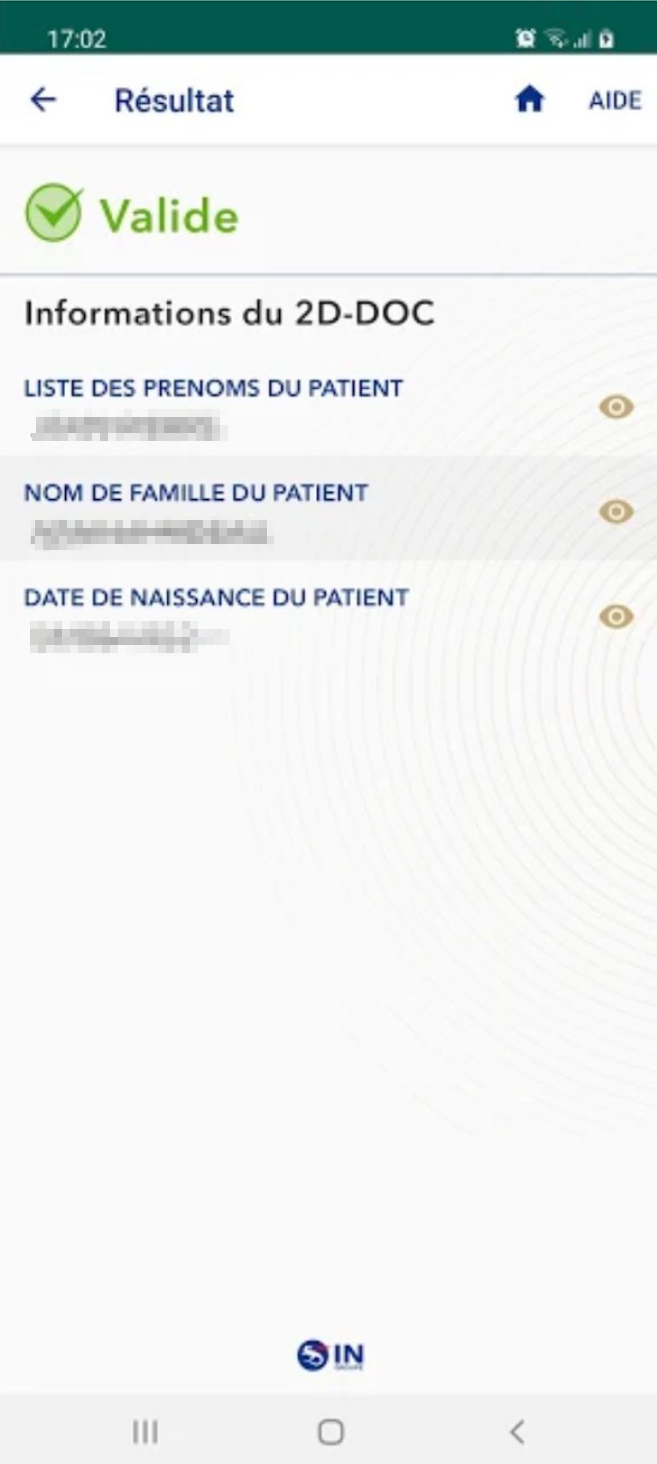 17:02
Résultat
AIDE
Valide
Informations du 2D-DOC
LISTE DES PRENOMS DU PATIENT
NOM DE FAMILLE DU PATIENT
DATE DE NAISSANCE DU PATIENT
IN
GROUPE